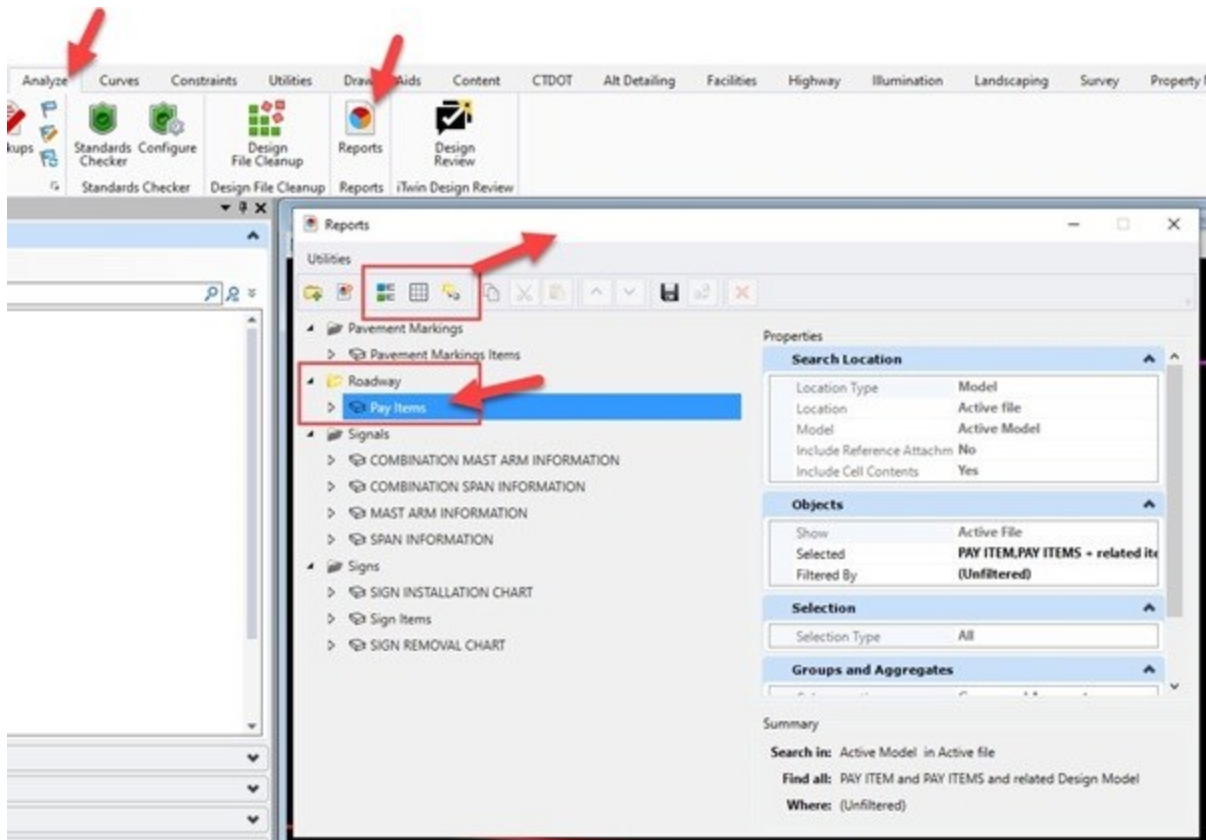 Analyze Curves Constraints Utilities Draw Aids Content CTDOT Alt Detailing Facilities Highway Illumination Landscaping Survey Property
kups Standards Checker Configure Design File Cleanup Reports Design Review
Standards Checker Design File Cleanup Reports iTwin Design Review
Reports
Utilities
Pavement Markings
Pavement Markings Items
Roadway
Pay Items
Signals
COMBINATION MAST ARM INFORMATION
COMBINATION SPAN INFORMATION
MAST ARM INFORMATION
SPAN INFORMATION
Signs
SIGN INSTALLATION CHART
Sign Items
SIGN REMOVAL CHART
Properties
Search Location
Location Type Model
Location Active file
Model Active Model
Include Reference Attachm No
Include Cell Contents Yes
Objects
Show Active File
Selected PAY ITEM,PAY ITEMS + related ite
Filtered By (Unfiltered)
Selection
Selection Type All
Groups and Aggregates
Summary
Search in: Active Model in Active file
Find all: PAY ITEM and PAY ITEMS and related Design Model
Where: (Unfiltered)